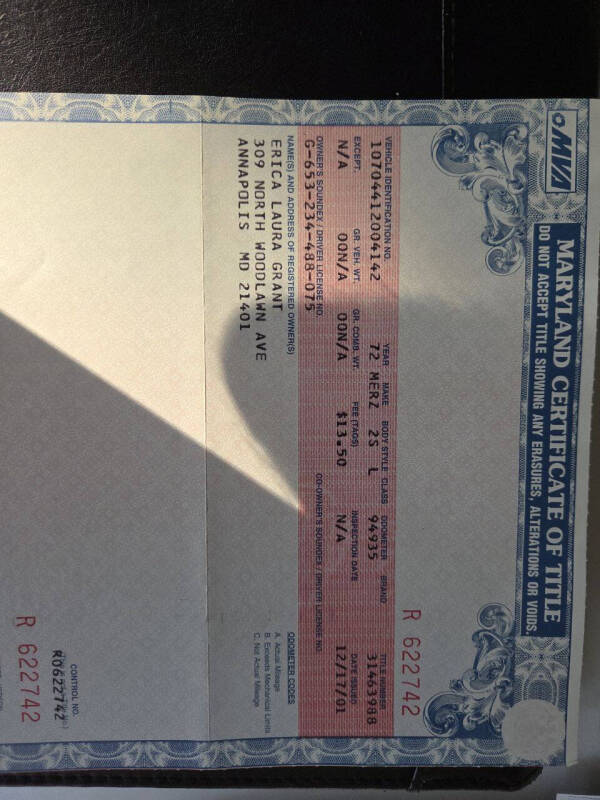 MVA
MARYLAND CERTIFICATE OF TITLE
DO NOT ACCEPT TITLE SHOWING ANY ERASURES, ALTERATIONS OR VOIDS.
R 622742
VEHICLE IDENTIFICATION NO. YEAR MAKE BODY STYLE CLASS ODOMETER BRAND TITLE NUMBER
10704412004142 72 MERZ 2S L 94935 31463988
EXCEPT. GR. VEH. WT. GR. COMB. WT. FEE (TAGS) INSPECTION DATE DATE ISSUED
N/A 00N/A 00N/A $13.50 N/A 12/17/01
OWNER'S SOUNDEX / DRIVER LICENSE NO. CO-OWNER'S SOUNDEX / DRIVER LICENSE NO.
G-653-234-488-075
NAME(S) AND ADDRESS OF REGISTERED OWNER(S) ODOMETER CODES
ERICA LAURA GRANT A. Actual Mileage
309 NORTH WOODLAWN AVE B. Exceeds Mechanical Limits
ANNAPOLIS MD 21401 C. Not Actual Mileage
CONTROL NO.
R0622742
R 622742